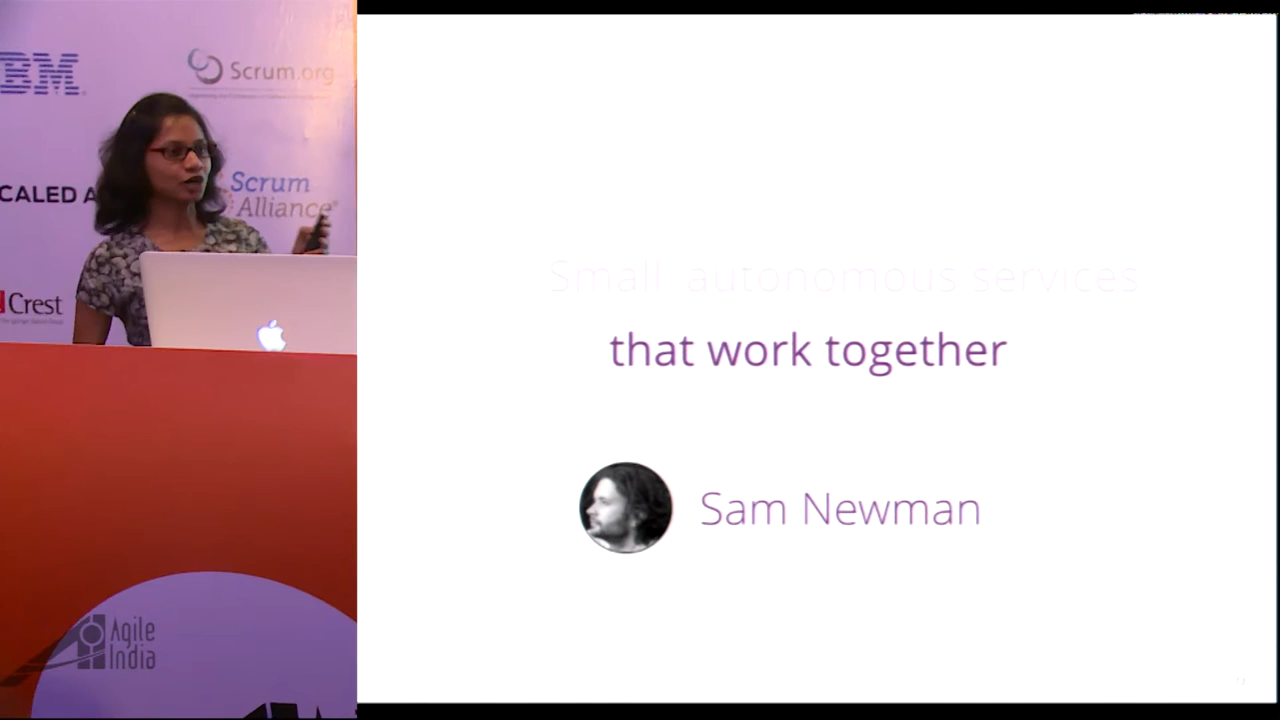 IBM
Scrum.org
CALED A
Scrum
Alliance
Crest
Small autonomous services
that work together
Sam Newman
Agile
India